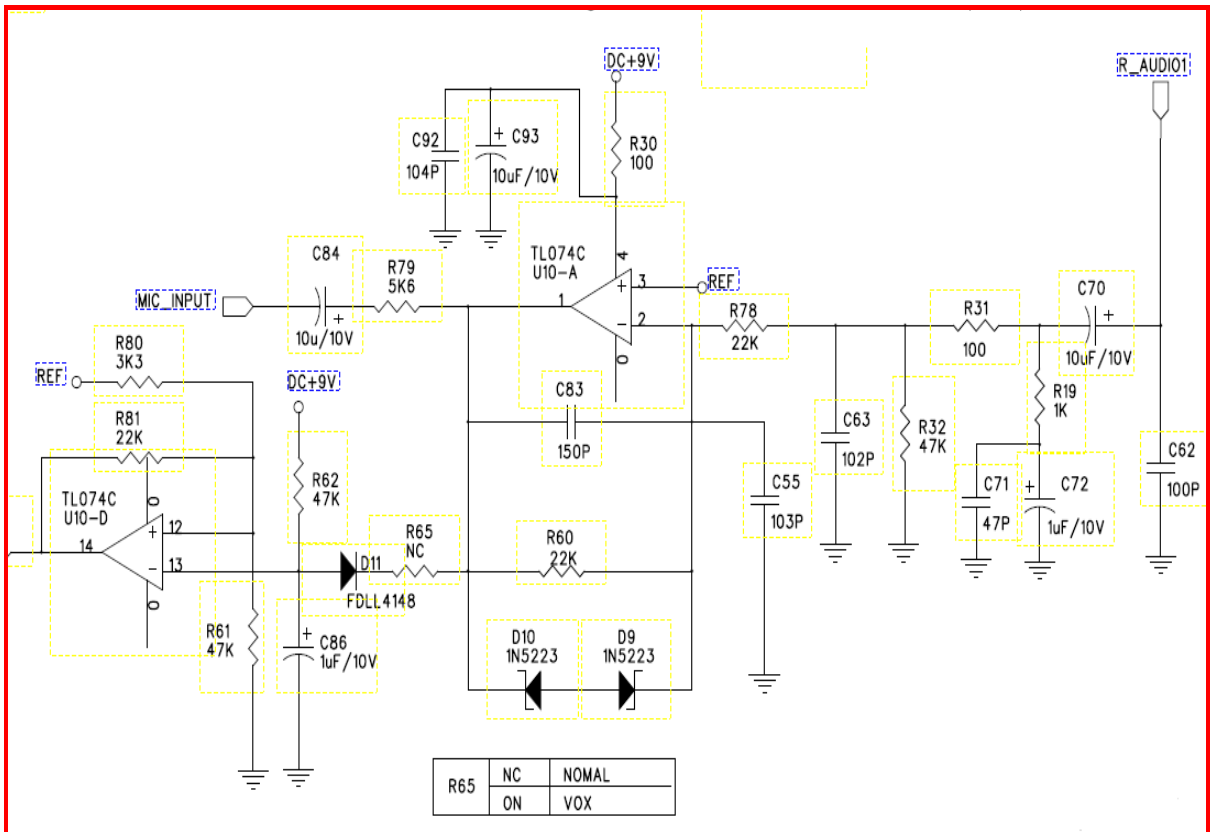 DC+9V
R_AUDIO1
C92
104P
C93
+
10uF/10V
R30
100
TL074C
U10-A
4
3
+
REF
1
2
−
0
C84
+
10u/10V
R79
5K6
MIC_INPUT
R78
22K
R31
100
C70
+
10uF/10V
R80
3K3
REF
DC+9V
R81
22K
C83
150P
C63
102P
R32
47K
R19
1K
C62
100P
TL074C
U10-D
0
12
+
14
13
−
0
R62
47K
R65
NC
D11
FDLL4148
C55
103P
C71
47P
C72
+
1uF/10V
R60
22K
R61
47K
C86
+
1uF/10V
D10
1N5223
D9
1N5223
R65
NC NOMAL
ON VOX